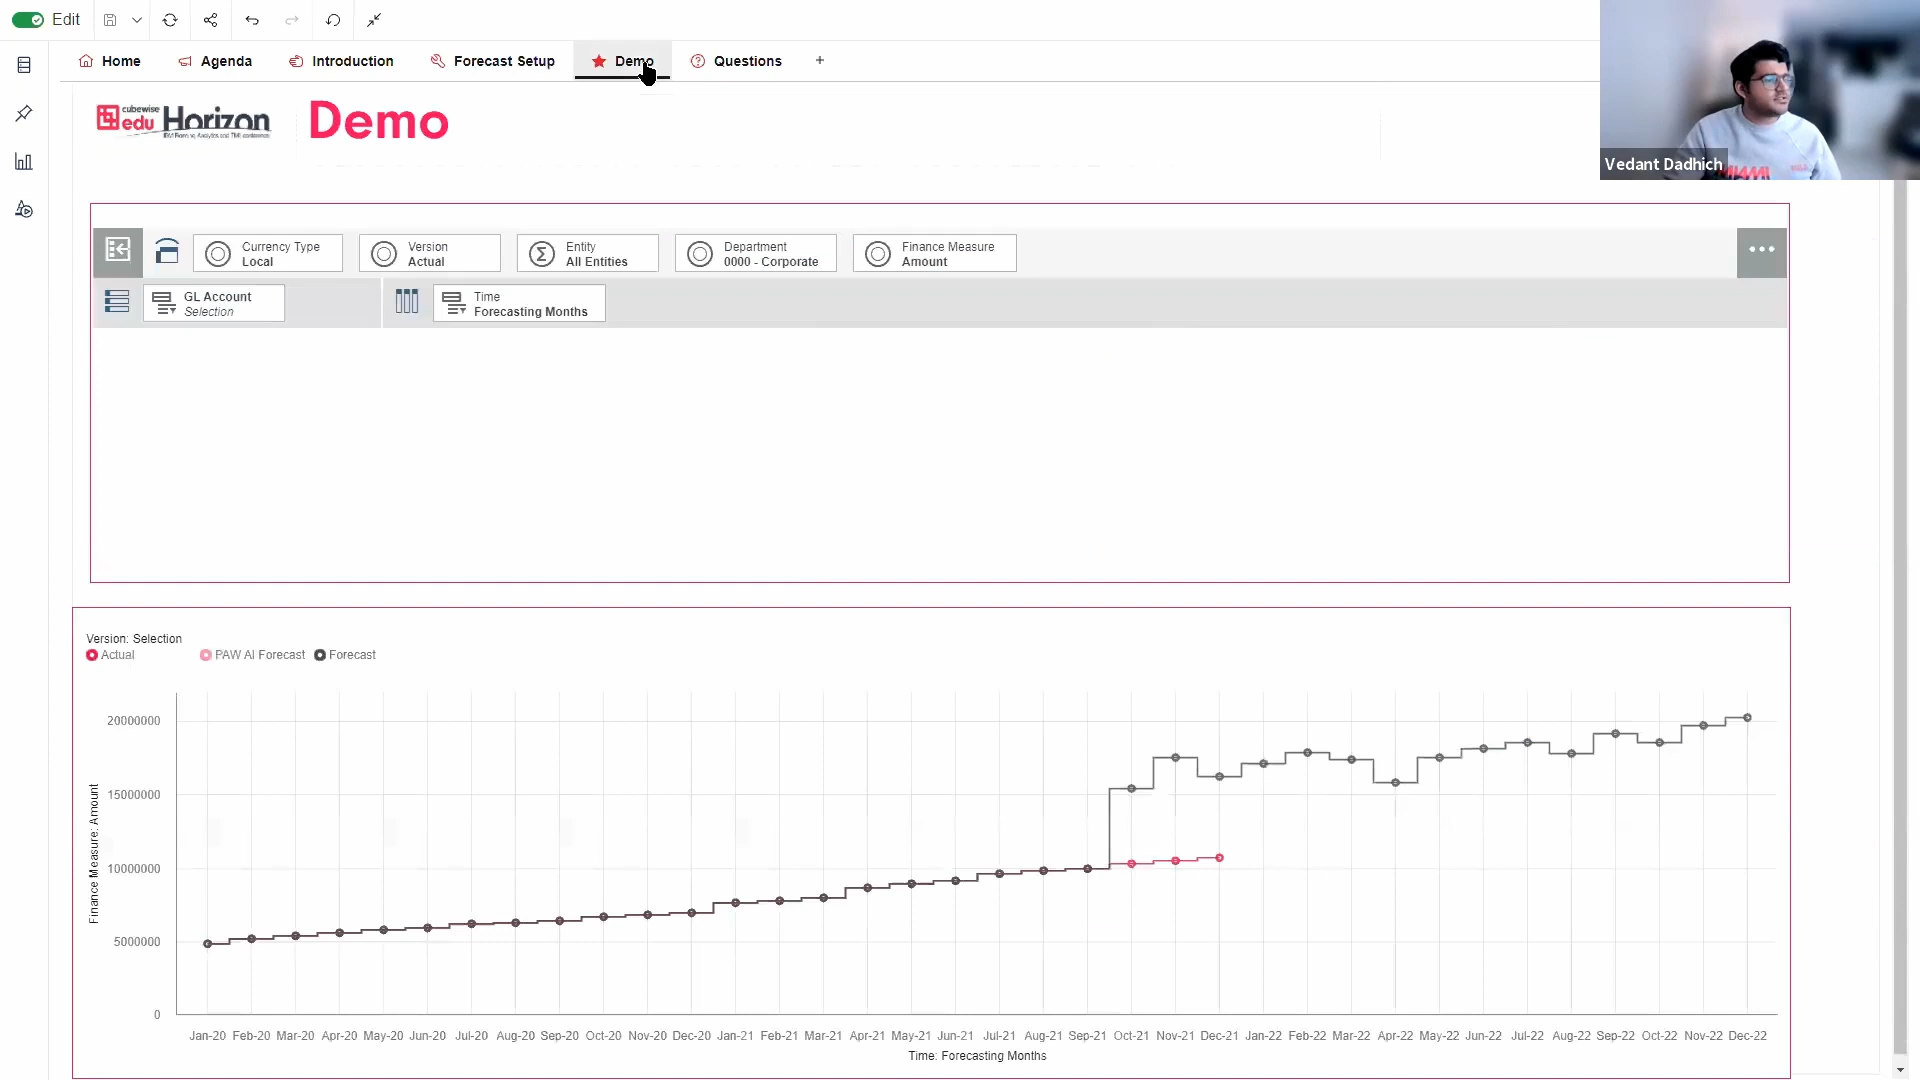 Edit
Home Agenda Introduction Forecast Setup Demo Questions +
cubewise
edu Horizon
Demo
Vedant Dadhich
MIAMI
Currency Type
Local
Version
Actual
Entity
All Entities
Department
0000 - Corporate
Finance Measure
Amount
GL Account
Selection
Time
Forecasting Months
Version: Selection
Actual PAW AI Forecast Forecast
Finance Measure: Amount
20000000
15000000
10000000
5000000
0
Jan-20 Feb-20 Mar-20 Apr-20 May-20 Jun-20 Jul-20 Aug-20 Sep-20 Oct-20 Nov-20 Dec-20 Jan-21 Feb-21 Mar-21 Apr-21 May-21 Jun-21 Jul-21 Aug-21 Sep-21 Oct-21 Nov-21 Dec-21 Jan-22 Feb-22 Mar-22 Apr-22 May-22 Jun-22 Jul-22 Aug-22 Sep-22 Oct-22 Nov-22 Dec-22
Time: Forecasting Months